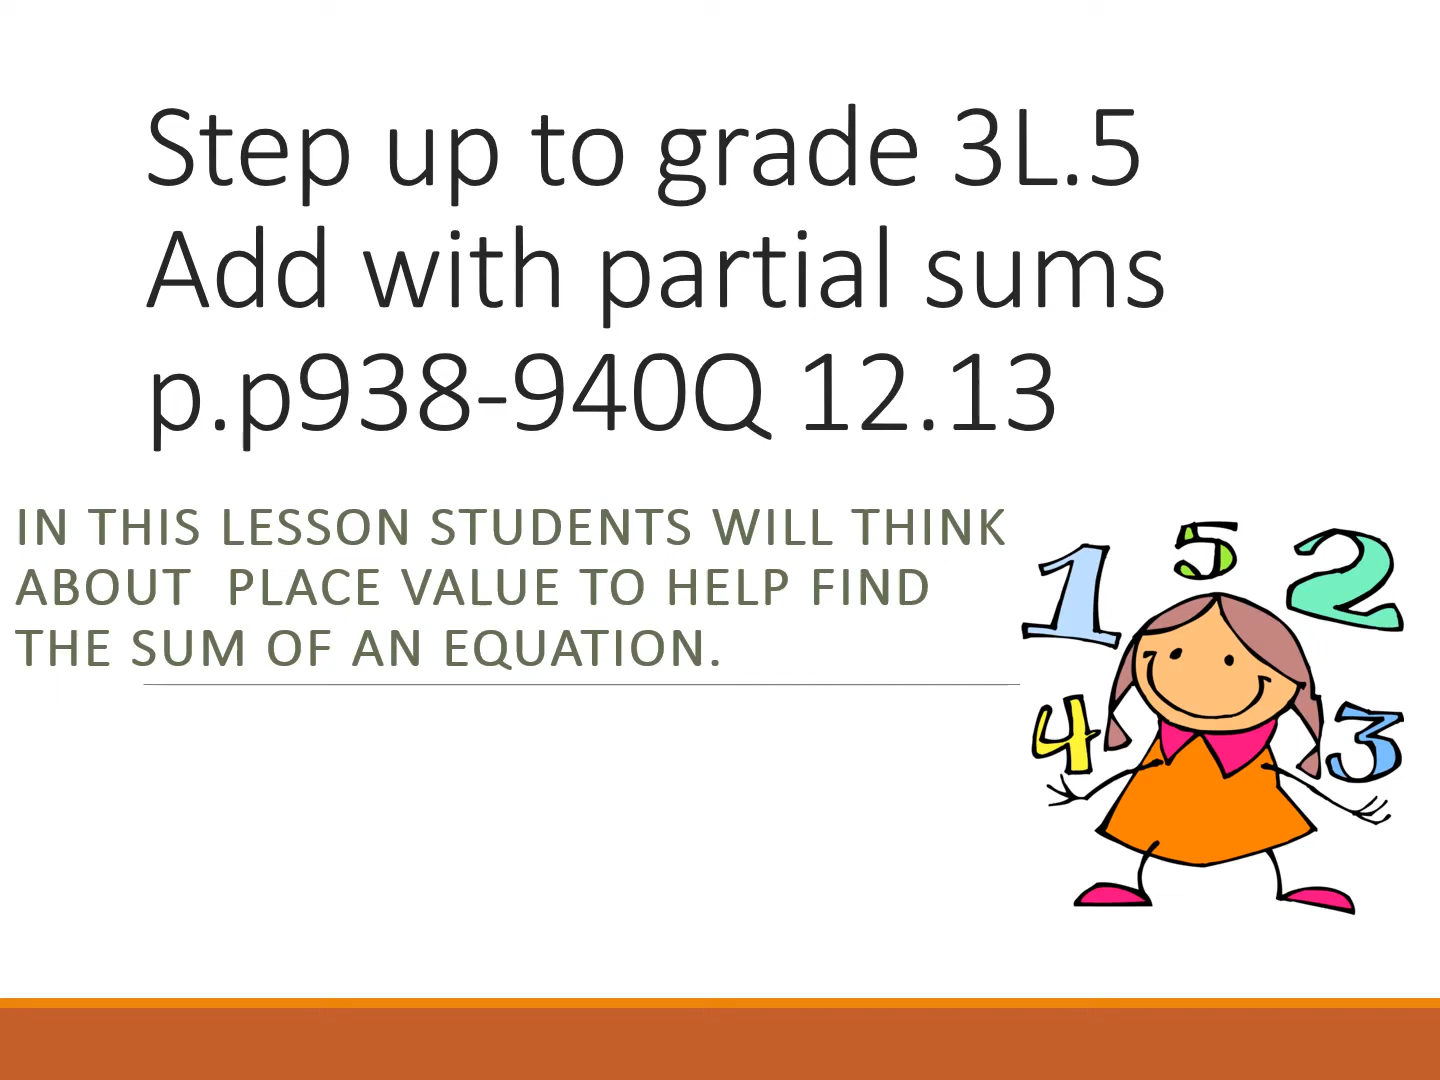 Step up to grade 3L.5
Add with partial sums
p.p938-940Q 12.13
IN THIS LESSON STUDENTS WILL THINK
ABOUT  PLACE VALUE TO HELP FIND
THE SUM OF AN EQUATION.
1 5 2
4 3